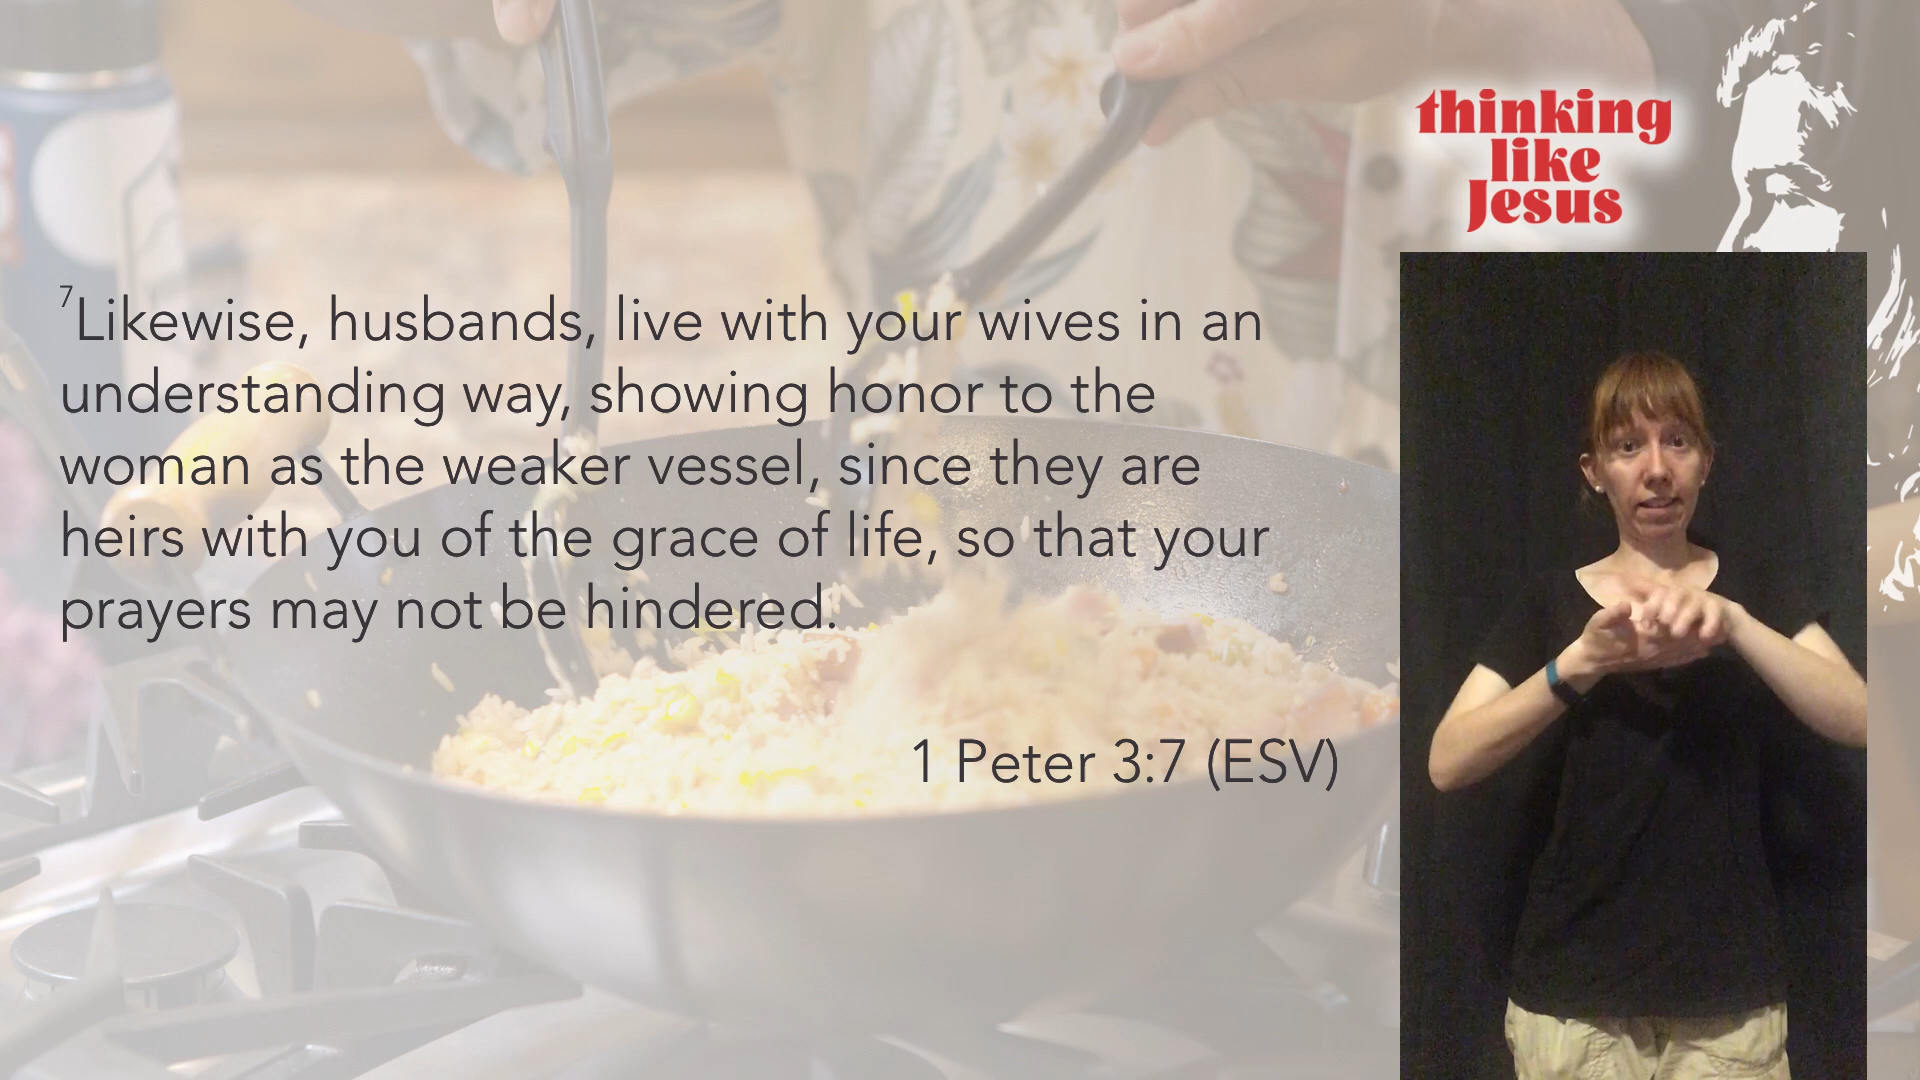 ⁷Likewise, husbands, live with your wives in an
understanding way, showing honor to the
woman as the weaker vessel, since they are
heirs with you of the grace of life, so that your
prayers may not be hindered.
1 Peter 3:7 (ESV)
thinking
like
Jesus